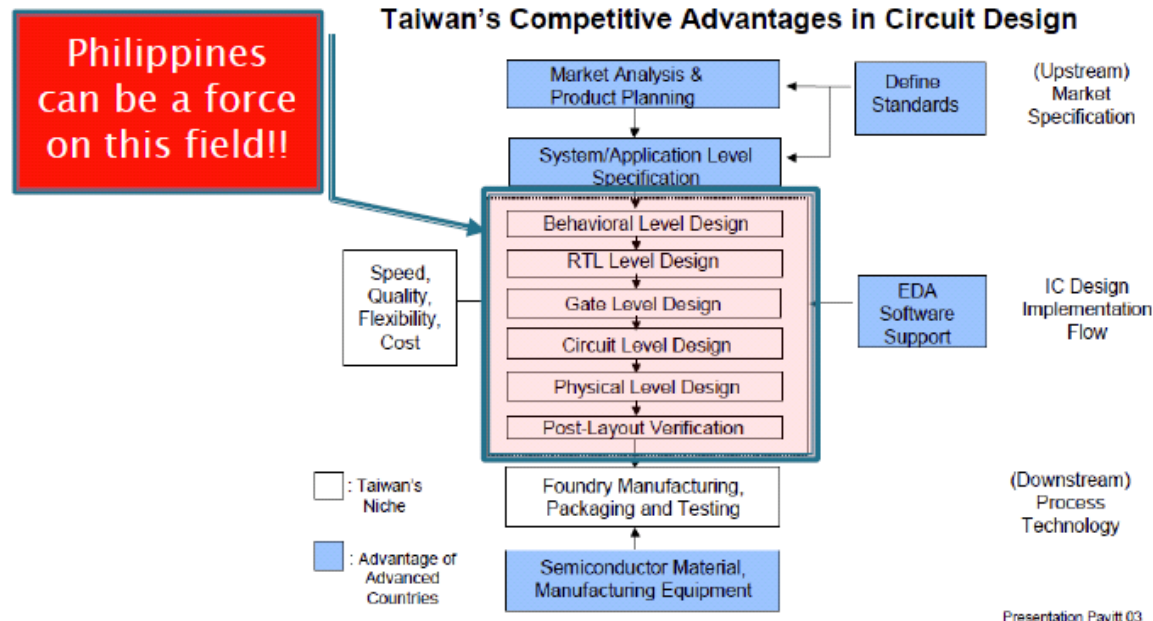 Taiwan's Competitive Advantages in Circuit Design
Philippines
can be a force
on this field!!
Market Analysis &
Product Planning
Define
Standards
(Upstream)
Market
Specification
System/Application Level
Specification
Behavioral Level Design
RTL Level Design
Gate Level Design
Circuit Level Design
Physical Level Design
Post-Layout Verification
Speed,
Quality,
Flexibility,
Cost
EDA
Software
Support
IC Design
Implementation
Flow
: Taiwan's
Niche
Foundry Manufacturing,
Packaging and Testing
(Downstream)
Process
Technology
: Advantage of
Advanced
Countries
Semiconductor Material,
Manufacturing Equipment
Presentation Pavitt 03